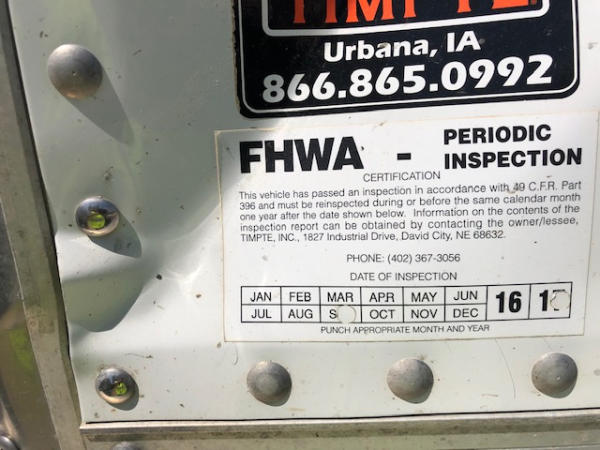 TIMPTE.
Urbana, IA
866.865.0992
FHWA - PERIODIC INSPECTION
CERTIFICATION
This vehicle has passed an inspection in accordance with 49 C.F.R. Part
396 and must be reinspected during or before the same calendar month
one year after the date shown below. Information on the contents of the
inspection report can be obtained by contacting the owner/lessee,
TIMPTE, INC., 1827 Industrial Drive, David City, NE 68632.
PHONE: (402) 367-3056
DATE OF INSPECTION
JAN FEB MAR APR MAY JUN 16
JUL AUG OCT NOV DEC
PUNCH APPROPRIATE MONTH AND YEAR